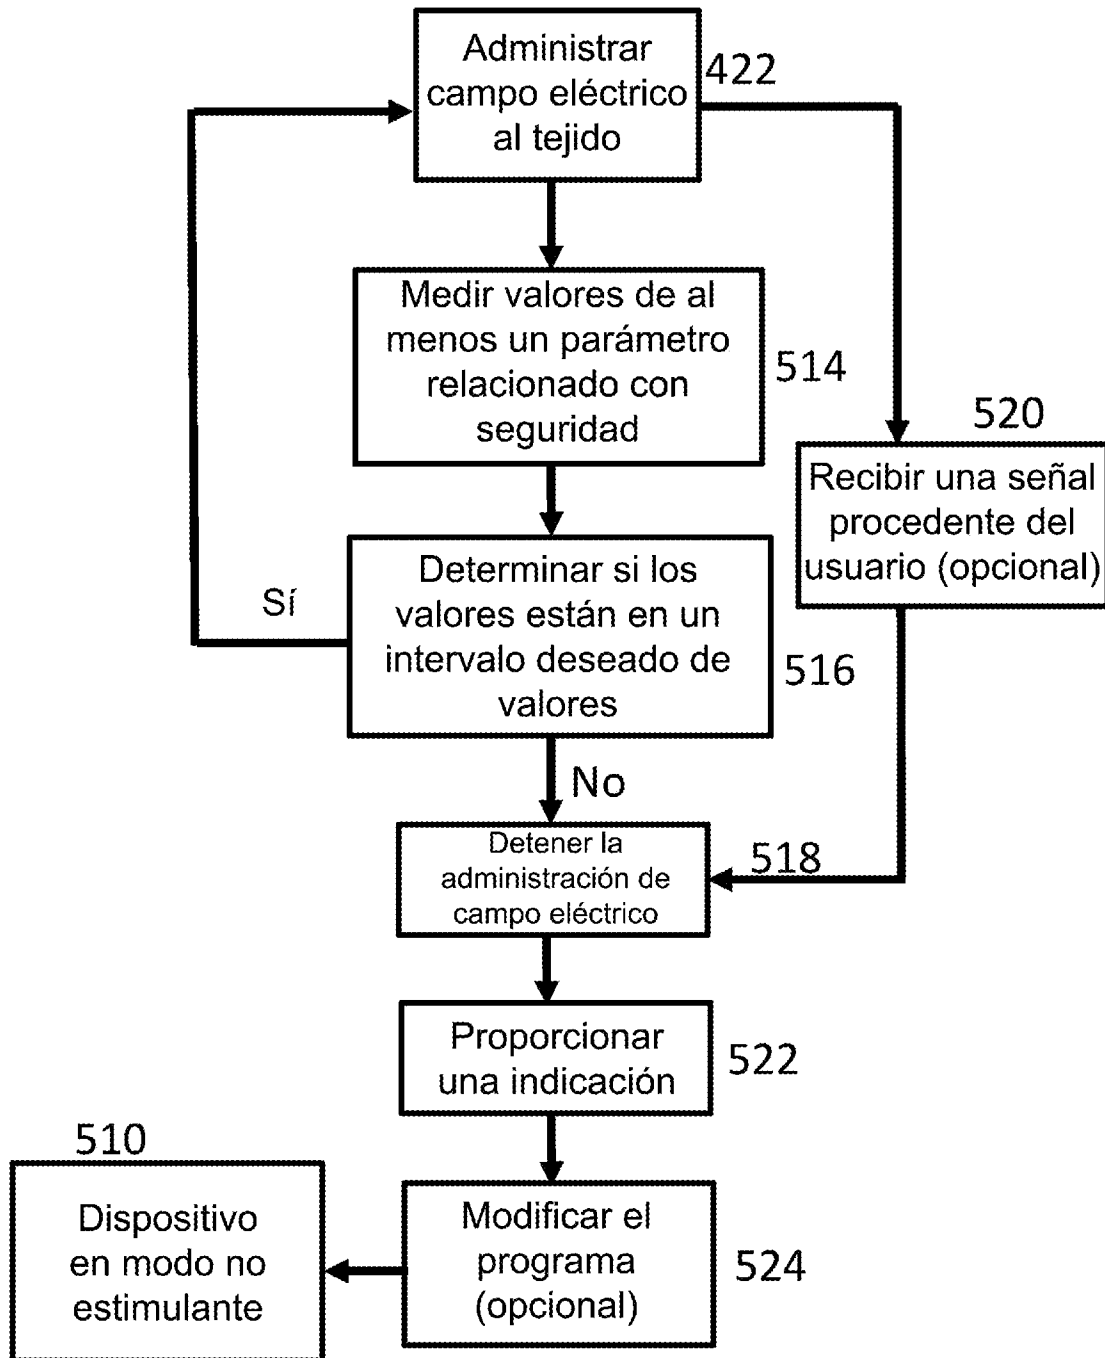 Administrar
campo eléctrico
al tejido
422
Medir valores de al
menos un parámetro
relacionado con
seguridad
514
520
Recibir una señal
procedente del
usuario (opcional)
Determinar si los
valores están en un
intervalo deseado de
valores
516
Sí
No
Detener la
administración de
campo eléctrico
518
Proporcionar
una indicación
522
Modificar el
programa
(opcional)
524
510
Dispositivo
en modo no
estimulante